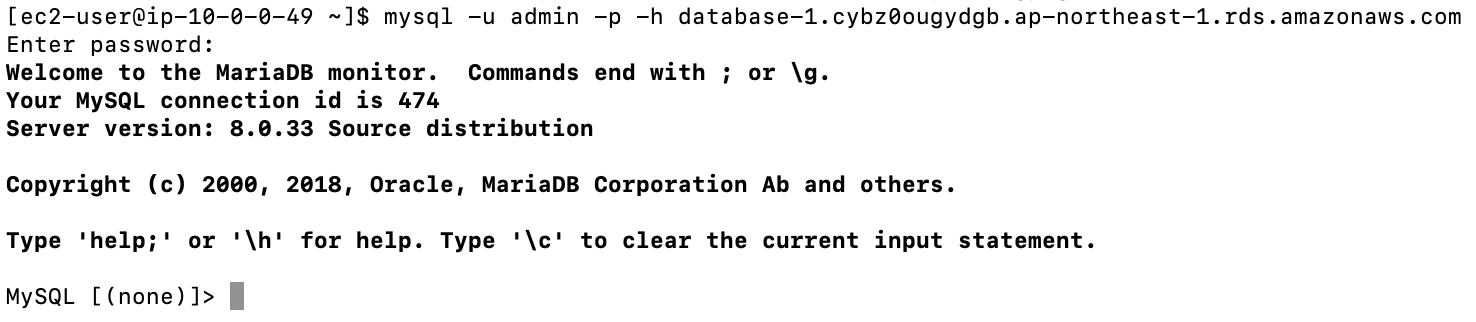 [ec2-user@ip-10-0-0-49 ~]$ mysql -u admin -p -h database-1.cybz0ougydgb.ap-northeast-1.rds.amazonaws.com
Enter password:
Welcome to the MariaDB monitor.  Commands end with ; or \g.
Your MySQL connection id is 474
Server version: 8.0.33 Source distribution
Copyright (c) 2000, 2018, Oracle, MariaDB Corporation Ab and others.
Type 'help;' or '\h' for help. Type '\c' to clear the current input statement.
MySQL [(none)]>